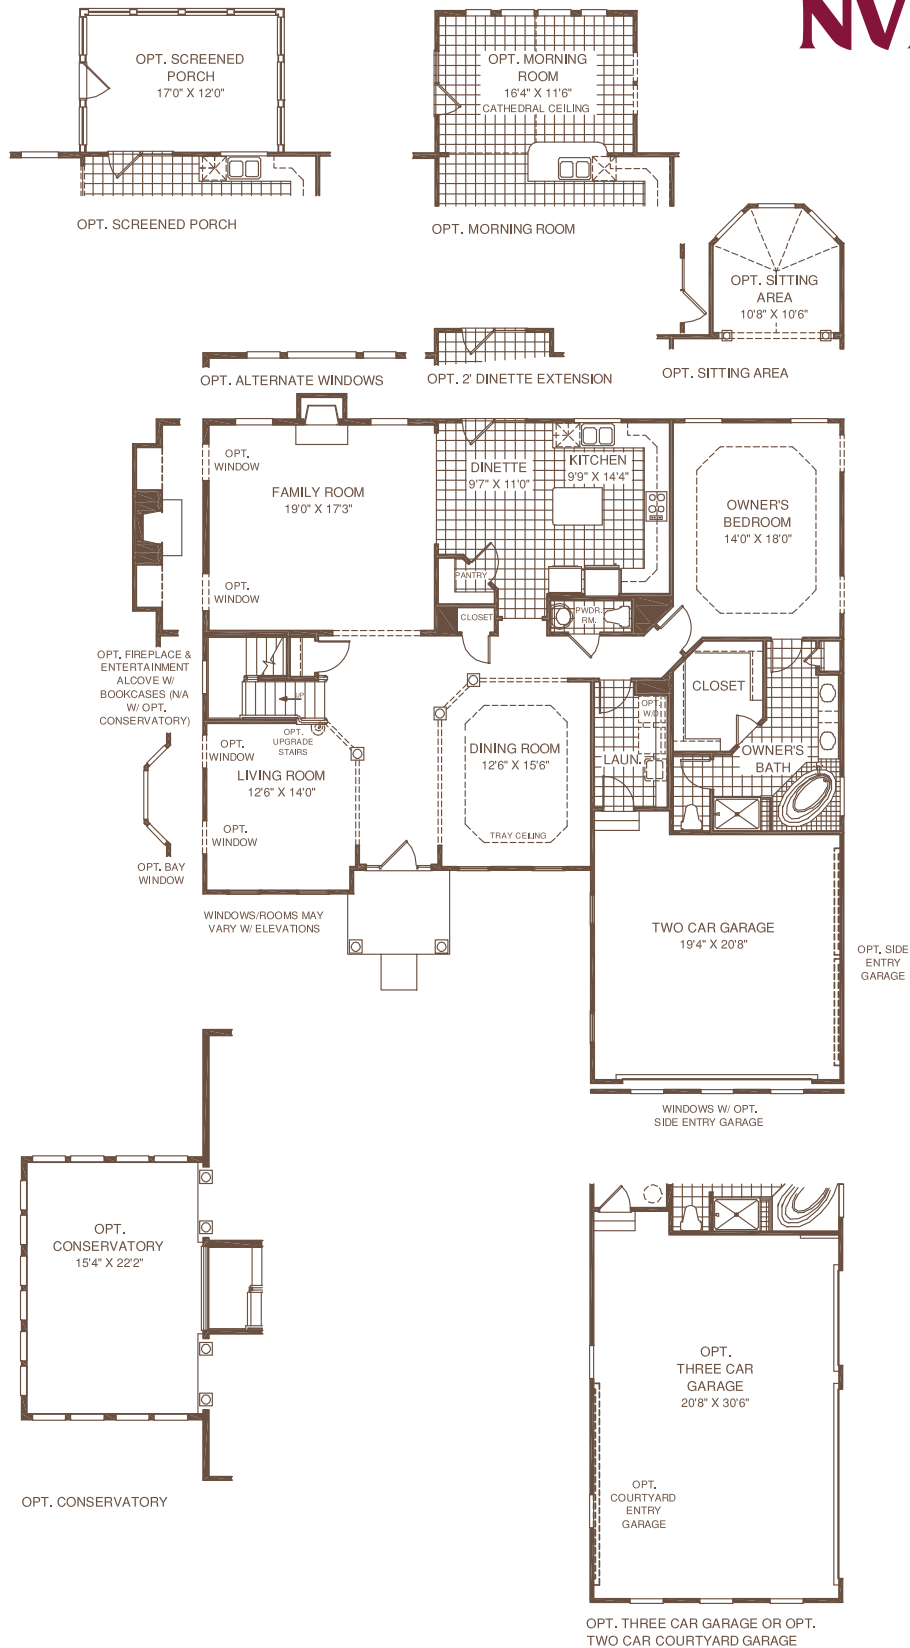 NV
OPT. SCREENED
PORCH
17'0" X 12'0"
OPT. SCREENED PORCH
OPT. MORNING
ROOM
16'4" X 11'6"
CATHEDRAL CEILING
OPT. MORNING ROOM
OPT. SITTING
AREA
10'8" X 10'6"
OPT. SITTING AREA
OPT. ALTERNATE WINDOWS
OPT. 2' DINETTE EXTENSION
OPT.
WINDOW
FAMILY ROOM
19'0" X 17'3"
OPT.
WINDOW
DINETTE
9'7" X 11'0"
KITCHEN
9'9" X 14'4"
OWNER'S
BEDROOM
14'0" X 18'0"
PANTRY
CLOSET
PWDR.
RM.
OPT. FIREPLACE &
ENTERTAINMENT
ALCOVE W/
BOOKCASES (N/A
W/ OPT.
CONSERVATORY)
UP
OPT.
UPGRADE
STAIRS
OPT.
WINDOW
LIVING ROOM
12'6" X 14'0"
OPT.
WINDOW
DINING ROOM
12'6" X 15'6"
TRAY CEILING
OPT.
W/D
LAUN.
CLOSET
OWNER'S
BATH
OPT. BAY
WINDOW
WINDOWS/ROOMS MAY
VARY W/ ELEVATIONS
TWO CAR GARAGE
19'4" X 20'8"
OPT. SIDE
ENTRY
GARAGE
WINDOWS W/ OPT.
SIDE ENTRY GARAGE
OPT.
CONSERVATORY
15'4" X 22'2"
OPT. CONSERVATORY
OPT.
THREE CAR
GARAGE
20'8" X 30'6"
OPT.
COURTYARD
ENTRY
GARAGE
OPT. THREE CAR GARAGE OR OPT.
TWO CAR COURTYARD GARAGE